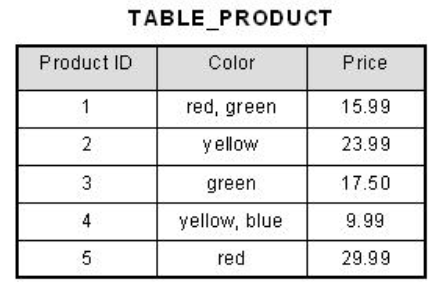 TABLE_PRODUCT
Product ID Color Price
1 red, green 15.99
2 yellow 23.99
3 green 17.50
4 yellow, blue 9.99
5 red 29.99